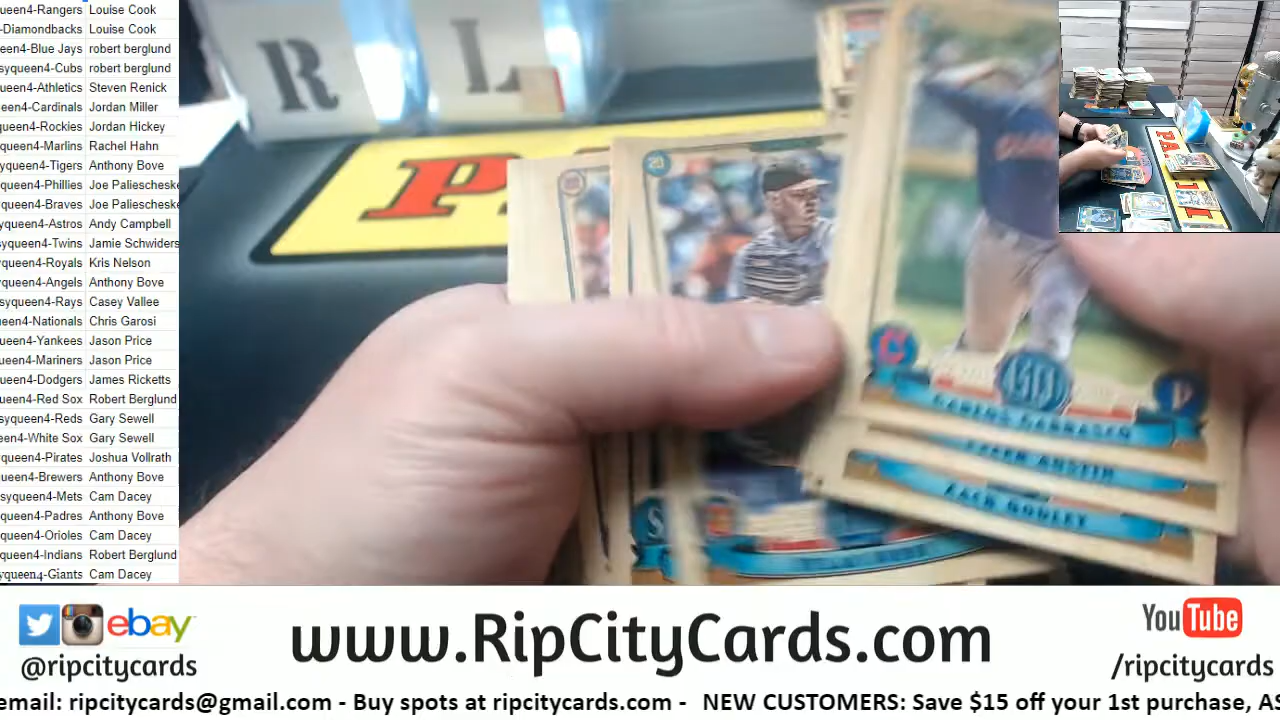 ueen4-Rangers Louise Cook
-Diamondbacks Louise Cook
een4-Blue Jays robert berglund
syqueen4-Cubs robert berglund
queen4-Athletics Steven Renick
een4-Cardinals Jordan Miller
queen4-Rockies Jordan Hickey
queen4-Marlins Rachel Hahn
syqueen4-Tigers Anthony Bove
queen4-Phillies Joe Paliescheske
queen4-Braves Joe Paliescheske
yqueen4-Astros Andy Campbell
syqueen4-Twins Jamie Schwiders
yqueen4-Royals Kris Nelson
yqueen4-Angels Anthony Bove
syqueen4-Rays Casey Vallee
een4-Nationals Chris Garosi
ueen4-Yankees Jason Price
ueen4-Mariners Jason Price
ueen4-Dodgers James Ricketts
queen4-Red Sox Robert Berglund
syqueen4-Reds Gary Sewell
een4-White Sox Gary Sewell
queen4-Pirates Joshua Vollrath
ueen4-Brewers Anthony Bove
syqueen4-Mets Cam Dacey
queen4-Padres Anthony Bove
queen4-Orioles Cam Dacey
queen4-Indians Robert Berglund
yqueen4-Giants Cam Dacey
R L
P
PA
C P
CARLOS CARRASCO
AUSTIN
ZACK GODLEY
ebay
@ripcitycards
www.RipCityCards.com
YouTube
/ripcitycards
email: ripcitycards@gmail.com - Buy spots at ripcitycards.com - NEW CUSTOMERS: Save $15 off your 1st purchase, AS